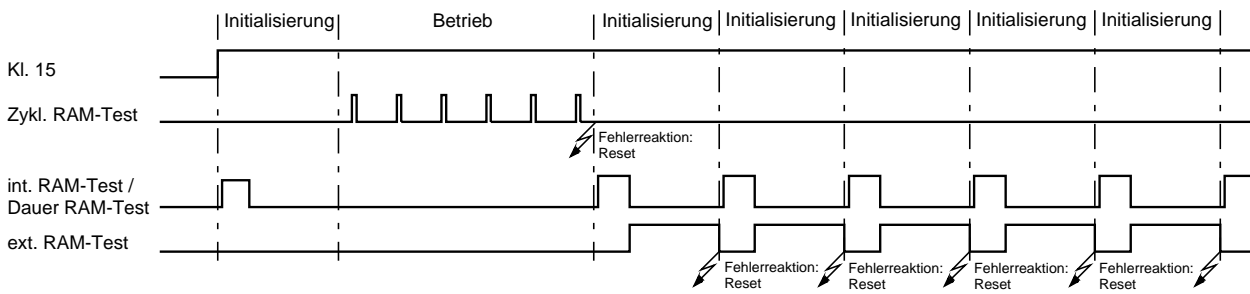 Initialisierung Betrieb Initialisierung Initialisierung Initialisierung Initialisierung Initialisierung
Kl. 15
Zykl. RAM-Test
Fehlerreaktion:
Reset
int. RAM-Test /
Dauer RAM-Test
ext. RAM-Test
Fehlerreaktion: Fehlerreaktion: Fehlerreaktion: Fehlerreaktion:
Reset Reset Reset Reset